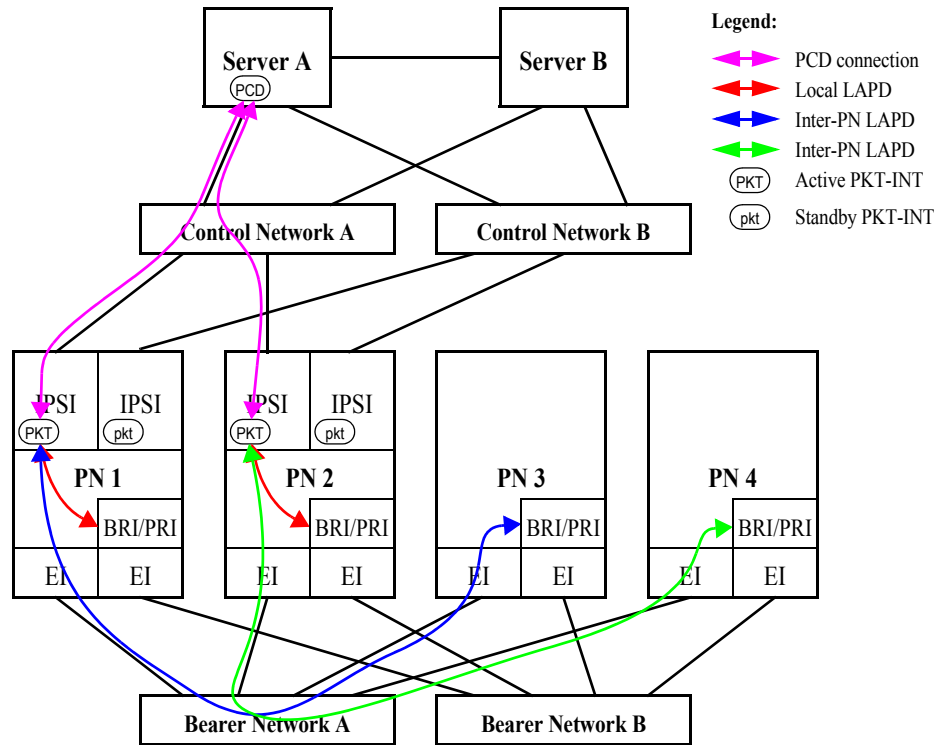 Legend:
Server A
Server B
PCD
PCD connection
Local LAPD
Inter-PN LAPD
Inter-PN LAPD
PKT Active PKT-INT
pkt Standby PKT-INT
Control Network A
Control Network B
IPSI IPSI IPSI IPSI
PKT pkt PKT pkt
PN 1 PN 2 PN 3 PN 4
BRI/PRI BRI/PRI BRI/PRI BRI/PRI
EI EI EI EI EI EI EI EI
Bearer Network A
Bearer Network B